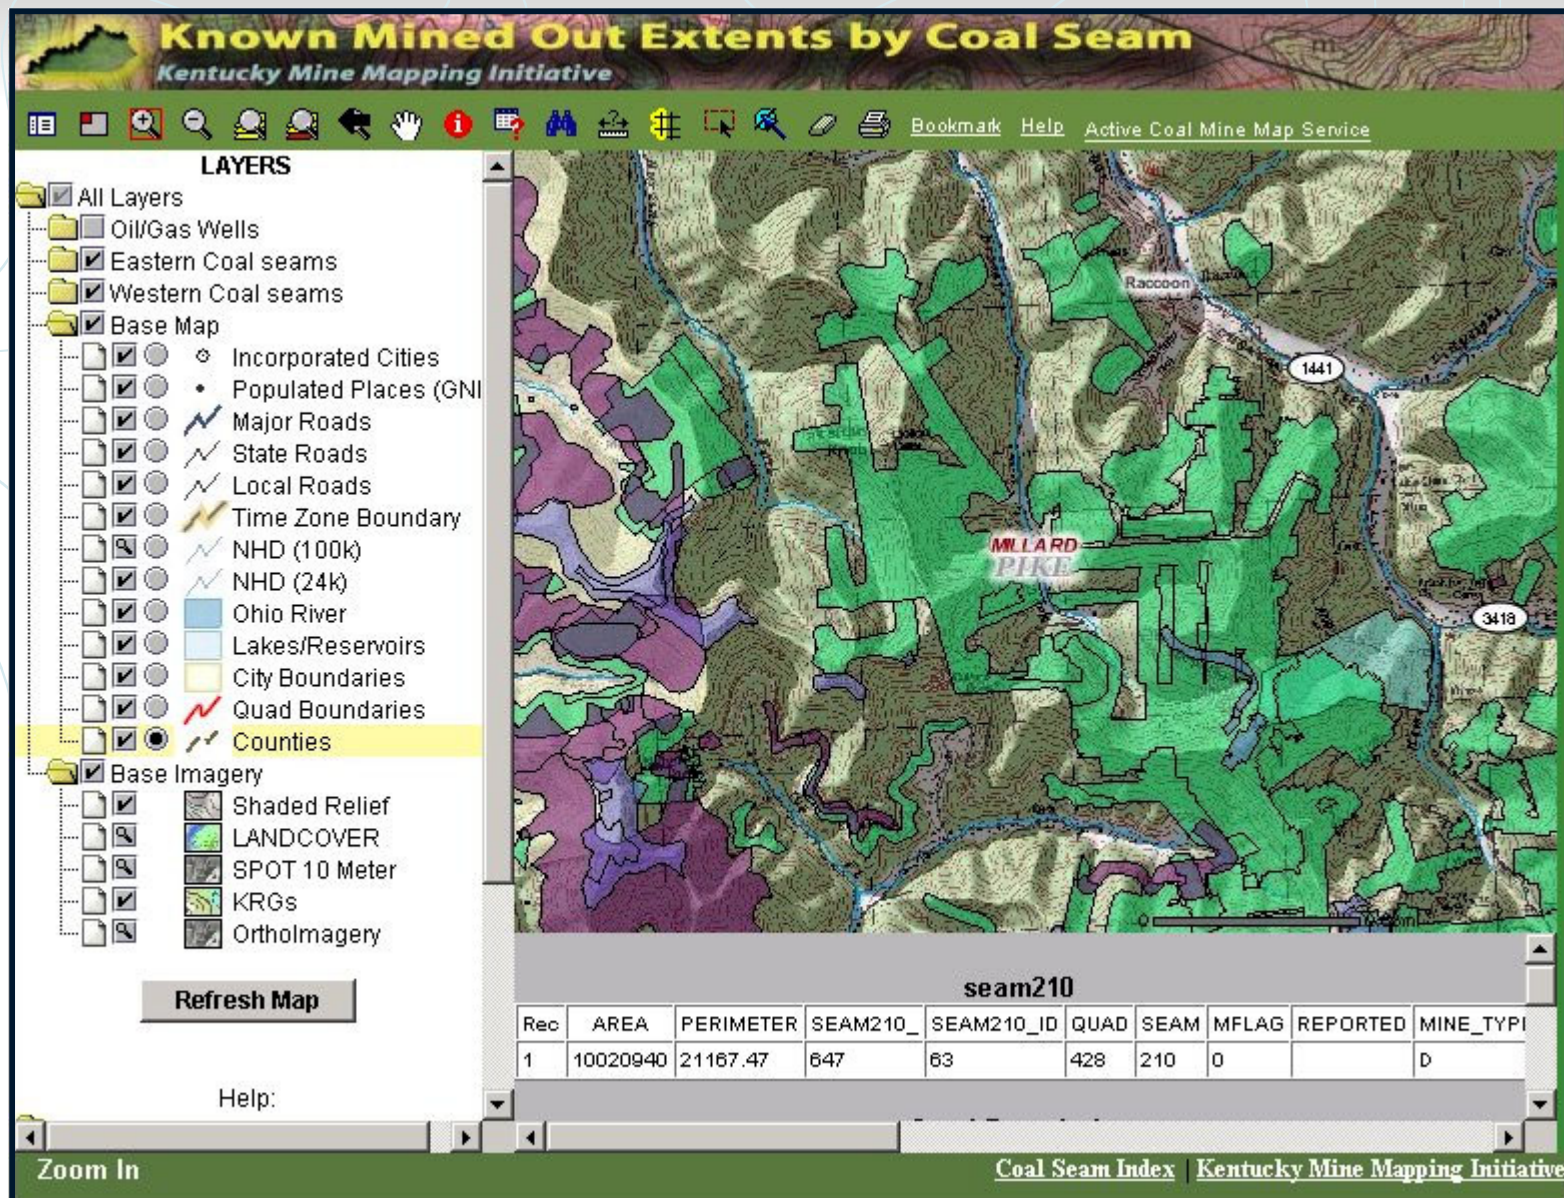 Known Mined Out Extents by Coal Seam
Kentucky Mine Mapping Initiative
Bookmark Help Active Coal Mine Map Service
LAYERS
All Layers
Oil/Gas Wells
Eastern Coal seams
Western Coal seams
Base Map
Incorporated Cities
Populated Places (GNI
Major Roads
State Roads
Local Roads
Time Zone Boundary
NHD (100k)
NHD (24k)
Ohio River
Lakes/Reservoirs
City Boundaries
Quad Boundaries
Counties
Base Imagery
Shaded Relief
LANDCOVER
SPOT 10 Meter
KRGs
OrthoImagery
Refresh Map
Help:
Raccoon
1441
MILLARD
PIKE
3418
seam210
Rec AREA PERIMETER SEAM210_ SEAM210_ID QUAD SEAM MFLAG REPORTED MINE_TYPI
1 10020940 21167.47 647 63 428 210 0 D
Zoom In
Coal Seam Index | Kentucky Mine Mapping Initiative